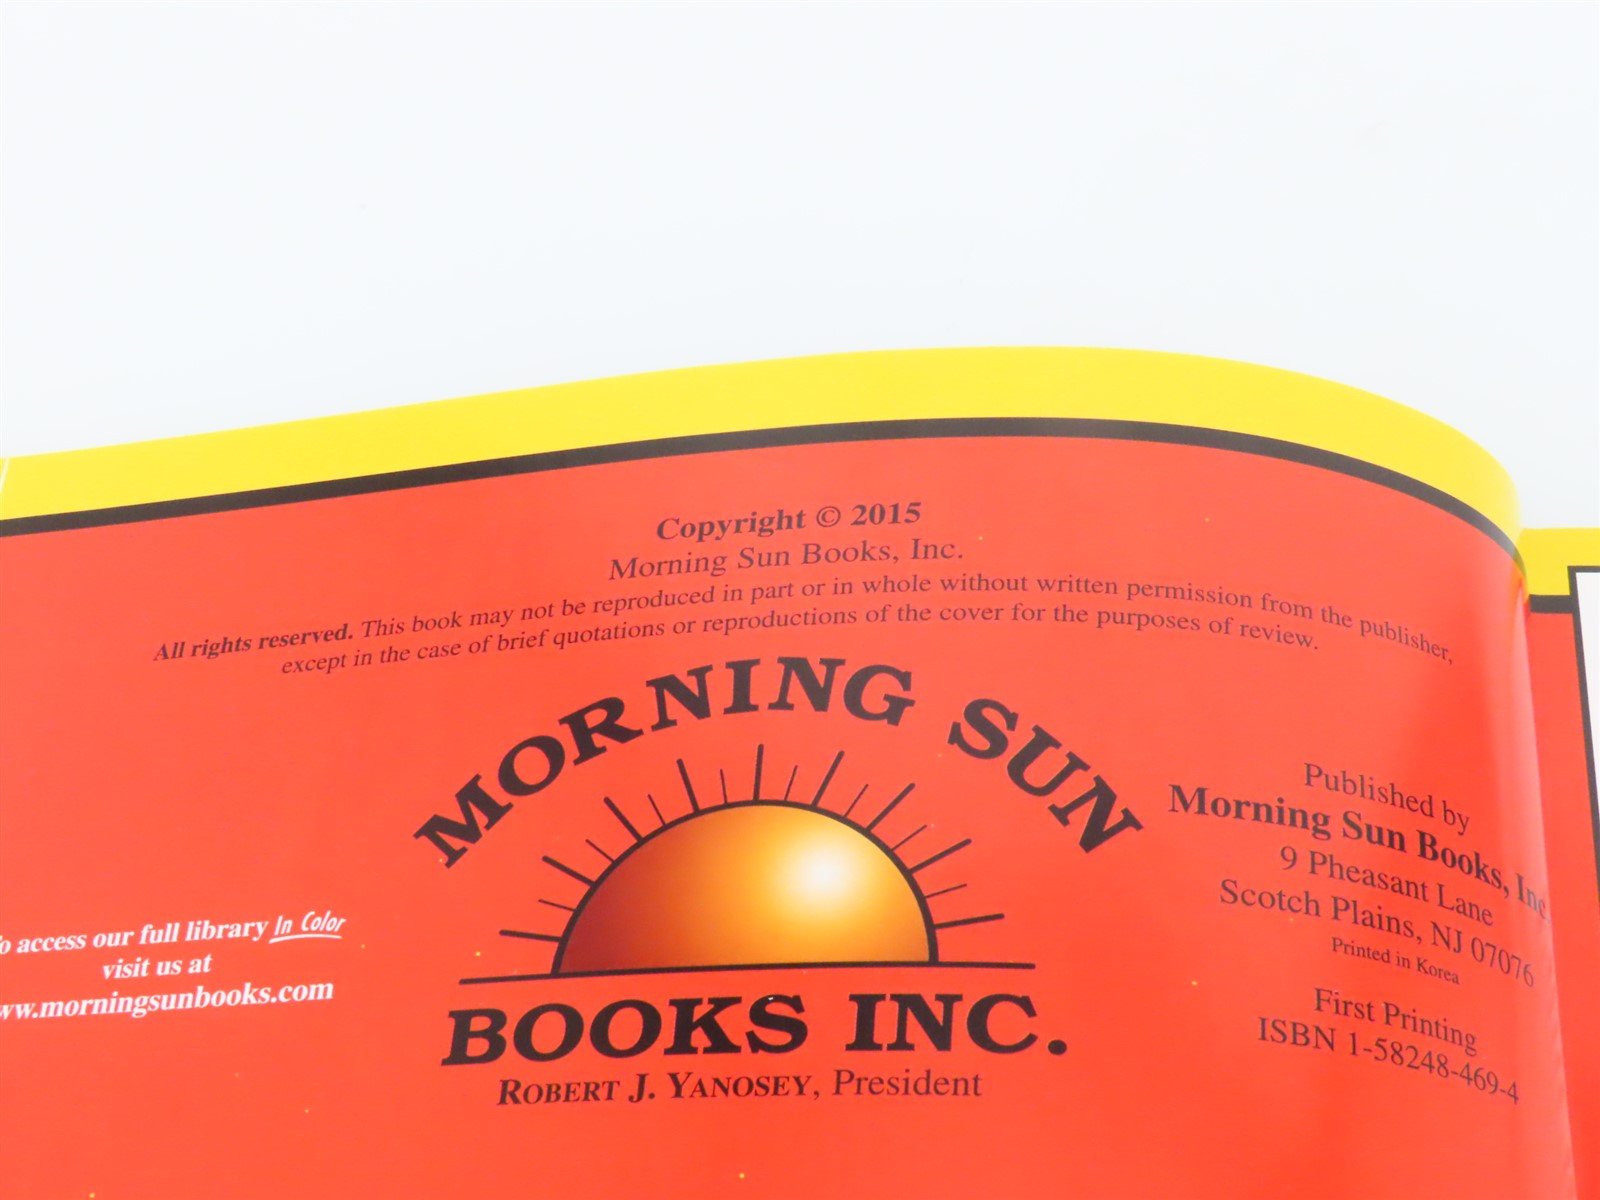 Copyright © 2015
Morning Sun Books, Inc.
All rights reserved. This book may not be reproduced in part or in whole without written permission from the publisher,
except in the case of brief quotations or reproductions of the cover for the purposes of review.
MORNING SUN
BOOKS INC.
ROBERT J. YANOSEY, President
access our full library In Color
visit us at
w.morningsunbooks.com
Published by
Morning Sun Books, Inc
9 Pheasant Lane
Scotch Plains, NJ 07076
Printed in Korea
First Printing
ISBN 1-58248-469-4